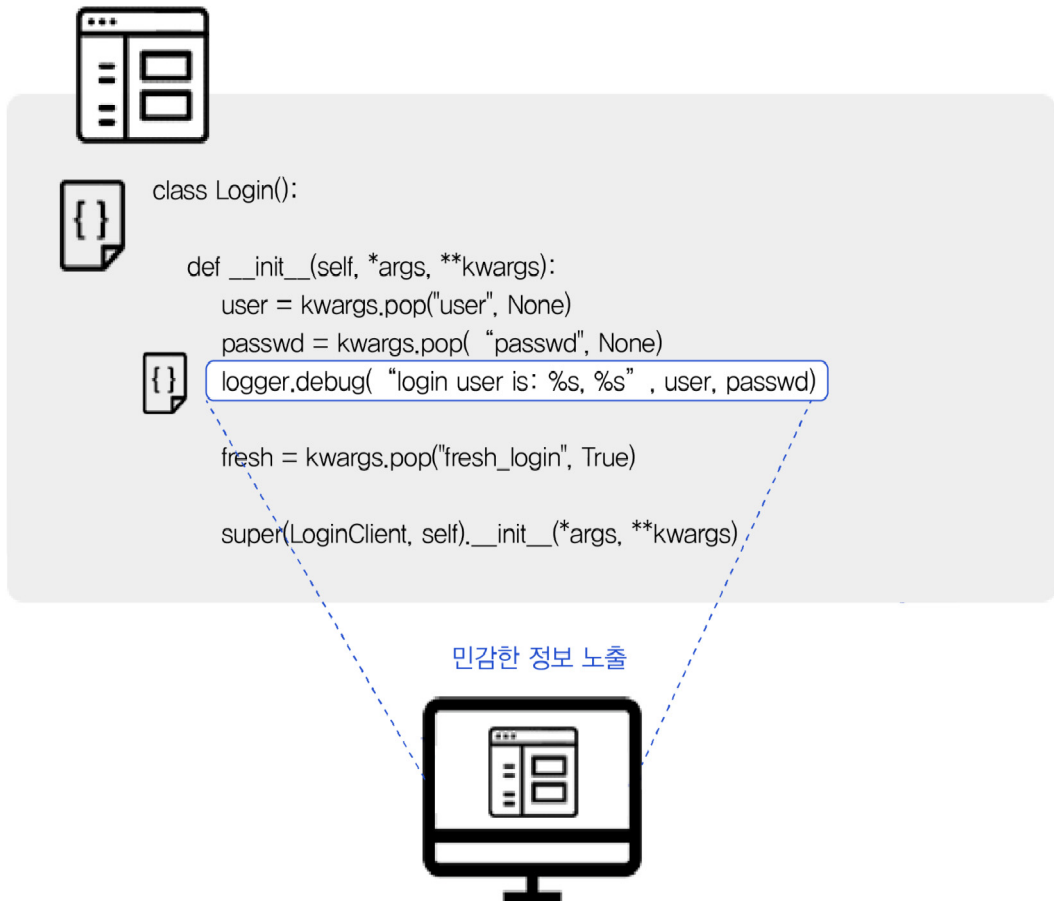 class Login():
def __init__(self, *args, **kwargs):
user = kwargs.pop("user", None)
passwd = kwargs.pop( “passwd", None)
logger.debug( “login user is: %s, %s” , user, passwd)
fresh = kwargs.pop("fresh_login", True)
super(LoginClient, self).__init__(*args, **kwargs)
민감한 정보 노출